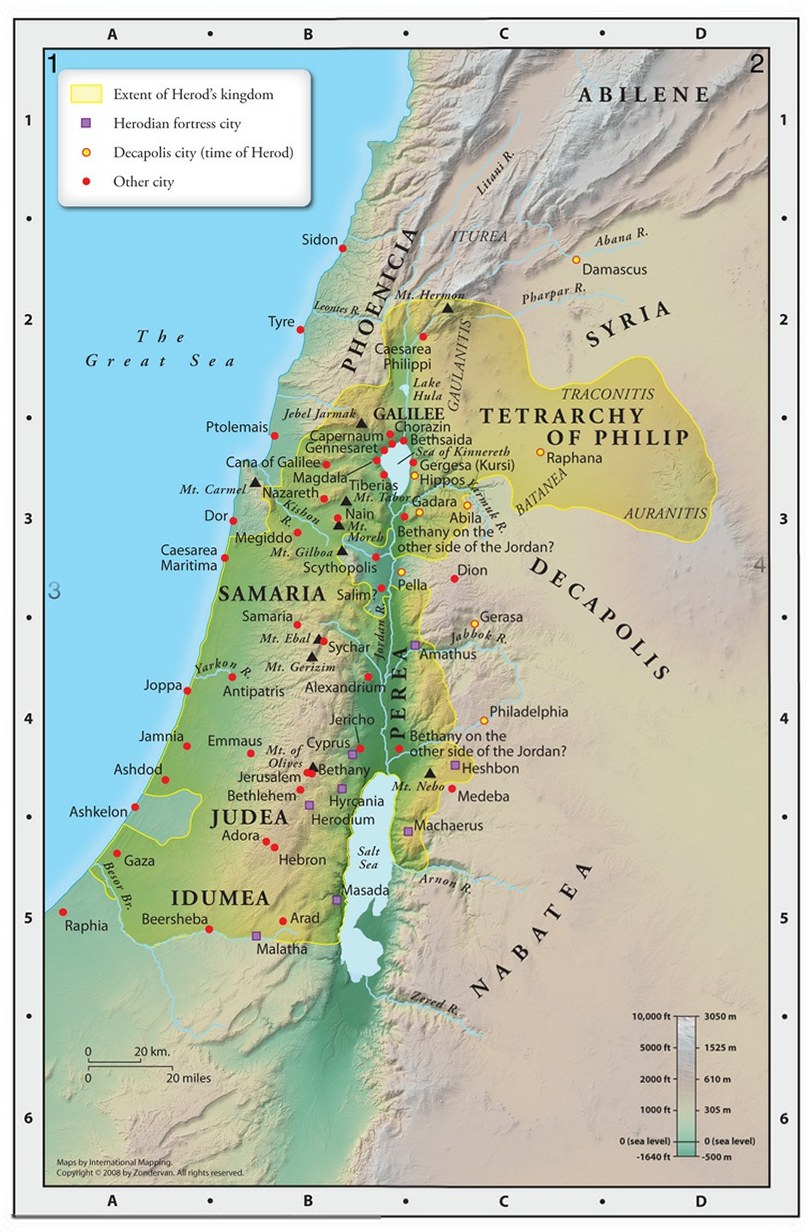 A • B • C • D
1
2
Extent of Herod's kingdom
Herodian fortress city
Decapolis city (time of Herod)
Other city
ABILENE
1
1
Litani R.
ITUREA
Abana R.
Sidon
Damascus
PHOENICIA
Mt. Hermon
Pharpar R.
Leontes R.
2
2
SYRIA
Tyre
The
Great Sea
Caesarea
Philippi
GAULANITIS
Lake
Hula
TRACONITIS
Jebel Jarmak
GALILEE
TETRARCHY
OF PHILIP
Ptolemais
Chorazin
Capernaum
Bethsaida
Gennesaret
Sea of Kinnereth
Raphana
Cana of Galilee
Gergesa (Kursi)
Magdala
Hippos
Tiberias
BATANEA
Mt. Carmel
Nazareth
Mt. Tabor
Yarmuk R.
Gadara
Kishon
R.
Nain
Abila
AURANITIS
Dor
3
3
Mt.
Moreh
Megiddo
Bethany on the
other side of the Jordan?
Mt. Gilboa
Caesarea
Maritima
Scythopolis
Dion
DECAPOLIS
3
4
Pella
SAMARIA
Salim?
Jordan R.
Samaria
Gerasa
Mt. Ebal
Sychar
Jabbok R.
Amathus
Mt. Gerizim
Yarkon R.
PEREA
Joppa
Antipatris
Alexandrium
4
4
Philadelphia
Jericho
Jamnia
Emmaus
Cyprus
Bethany on the
other side of the Jordan?
Mt. of
Olives
Ashdod
Bethany
Heshbon
Jerusalem
Mt. Nebo
Bethlehem
Hyrcania
Medeba
Ashkelon
JUDEA
Herodium
Machaerus
Adora
Salt
Sea
Gaza
Hebron
Besor Br.
Arnon R.
NABATEA
IDUMEA
Masada
5
5
Raphia
Beersheba
Arad
Malatha
Zered R.
0 20 km.
0 20 miles
10,000 ft 3050 m
5000 ft 1525 m
2000 ft 610 m
1000 ft 305 m
0 (sea level) 0 (sea level)
-1640 ft -500 m
6
6
Maps by International Mapping.
Copyright © 2008 by Zondervan. All rights reserved.
A • B • C • D